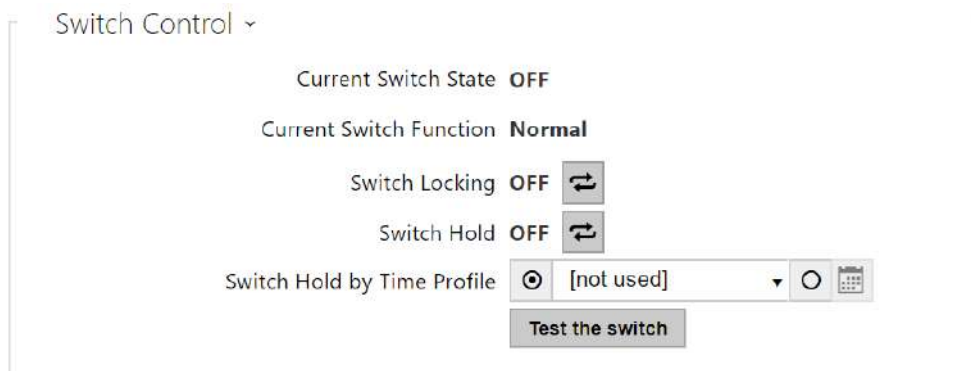 Switch Control
Current Switch State OFF
Current Switch Function Normal
Switch Locking OFF
Switch Hold OFF
Switch Hold by Time Profile [not used]
Test the switch